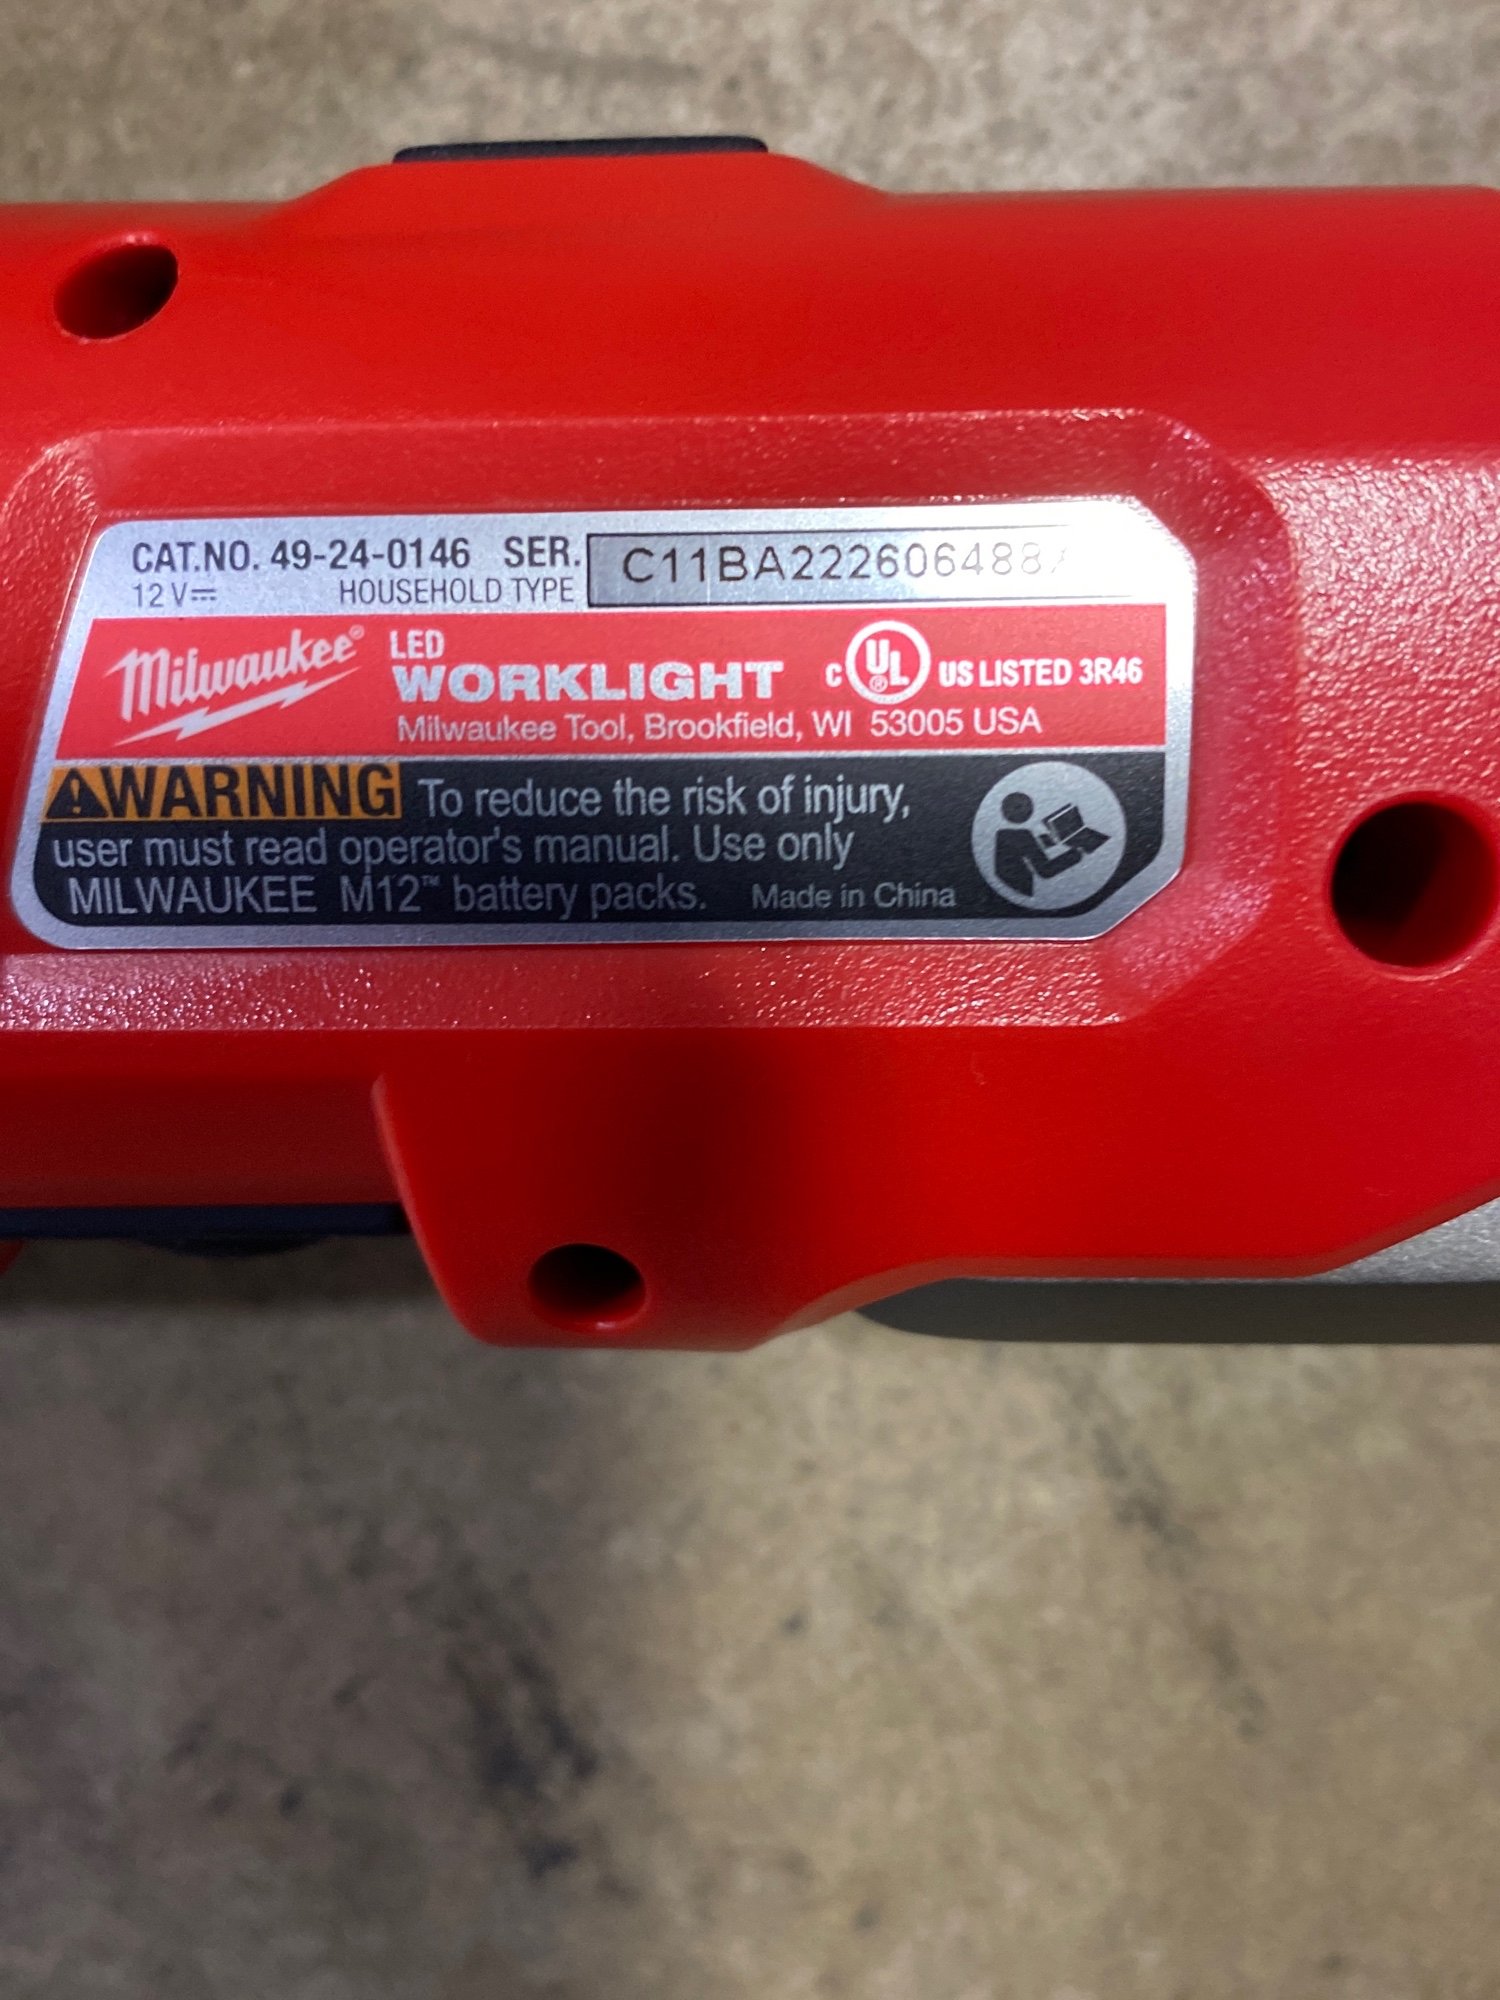 CAT.NO. 49-24-0146 SER.
12 V⎓ HOUSEHOLD TYPE
Milwaukee®
LED
WORKLIGHT
Milwaukee Tool, Brookfield, WI 53005 USA
C UL® US LISTED 3R46
⚠WARNING To reduce the risk of injury,
user must read operator's manual. Use only
MILWAUKEE M12™ battery packs. Made in China